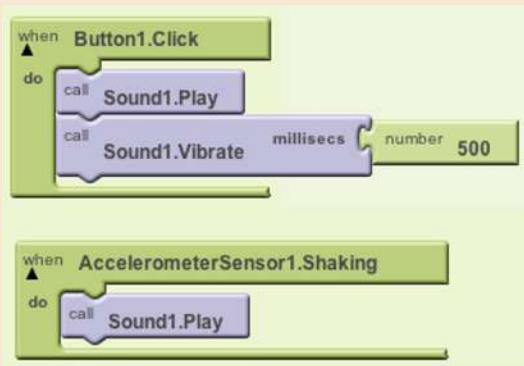 when Button1.Click
do
call Sound1.Play
call Sound1.Vibrate millisecs number 500
when AccelerometerSensor1.Shaking
do
call Sound1.Play